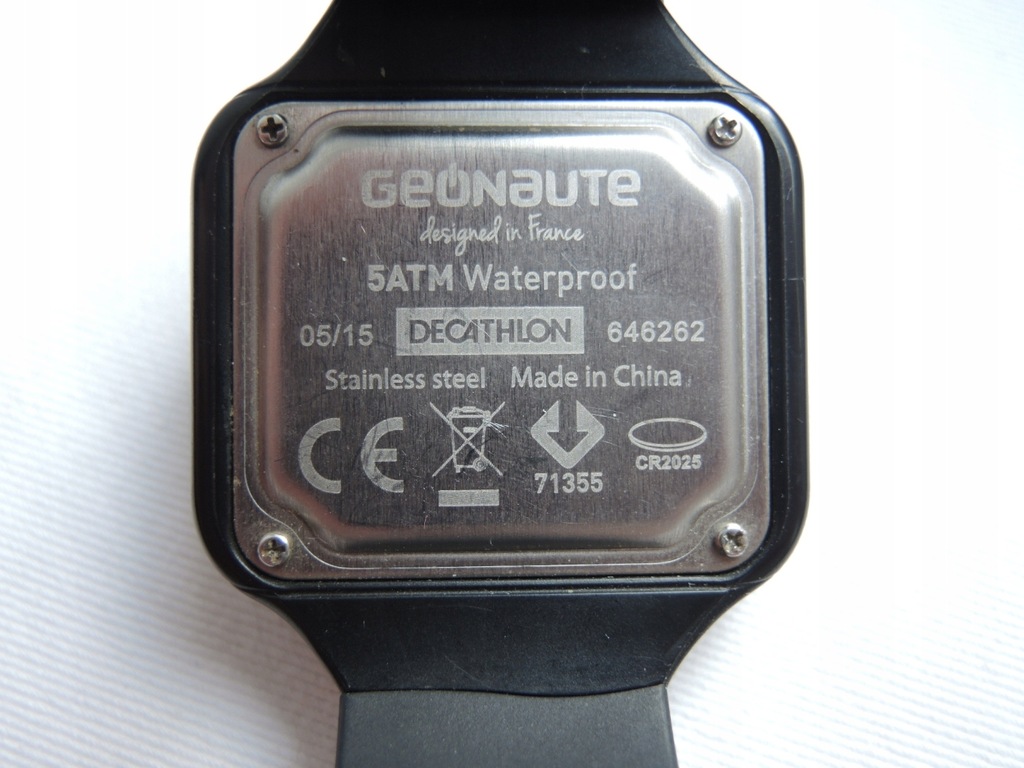 GEONAUTE
designed in France
5ATM Waterproof
05/15 DECATHLON 646262
Stainless steel Made in China
CE
71355
CR2025